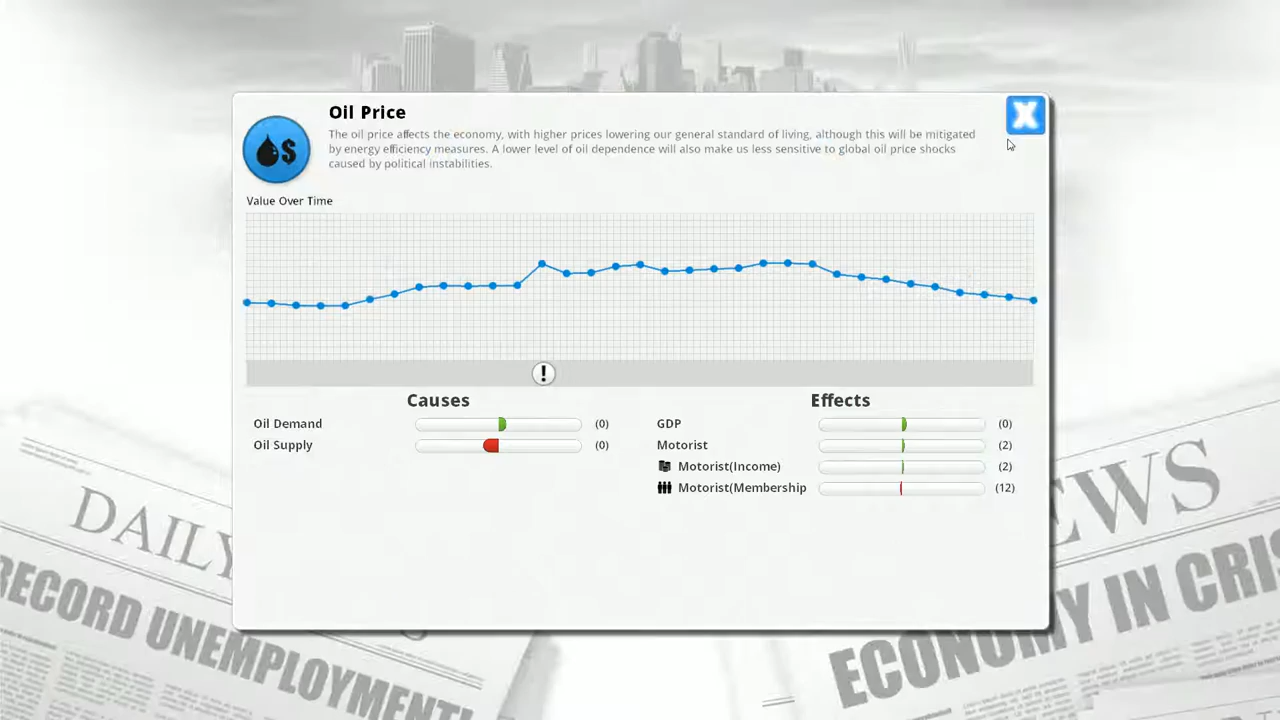 Oil Price
The oil price affects the economy, with higher prices lowering our general standard of living, although this will be mitigated
by energy efficiency measures. A lower level of oil dependence will also make us less sensitive to global oil price shocks
caused by political instabilities.
Value Over Time
!
Causes
Oil Demand (0)
Oil Supply (0)
Effects
GDP (0)
Motorist (2)
Motorist(Income) (2)
Motorist(Membership (12)
DAILY
RECORD UNEMPLOYMENT
EWS
ECONOMY IN CRIS